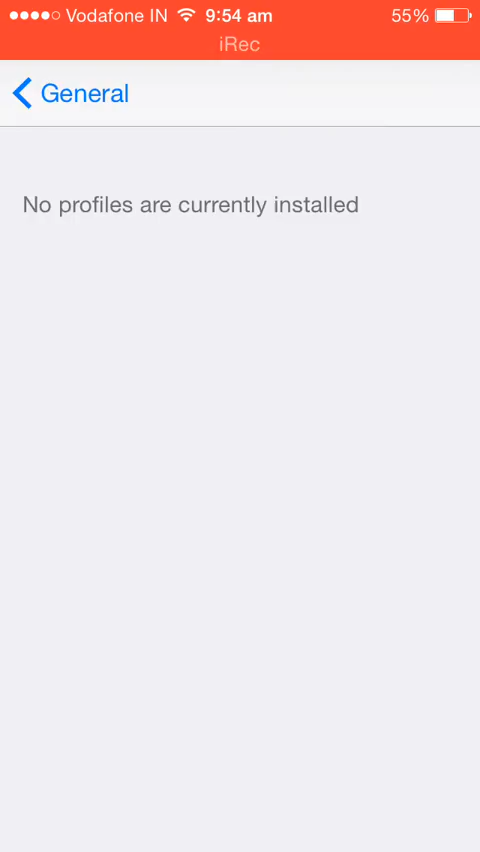 Vodafone IN 9:54 am 55%
iRec
General
No profiles are currently installed